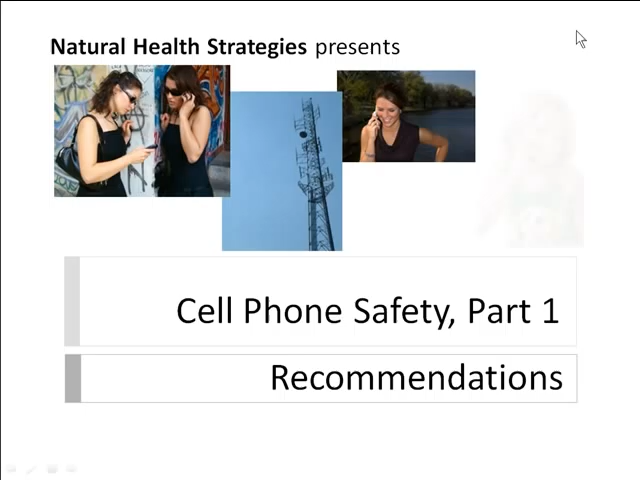 Natural Health Strategies presents
Cell Phone Safety, Part 1
Recommendations